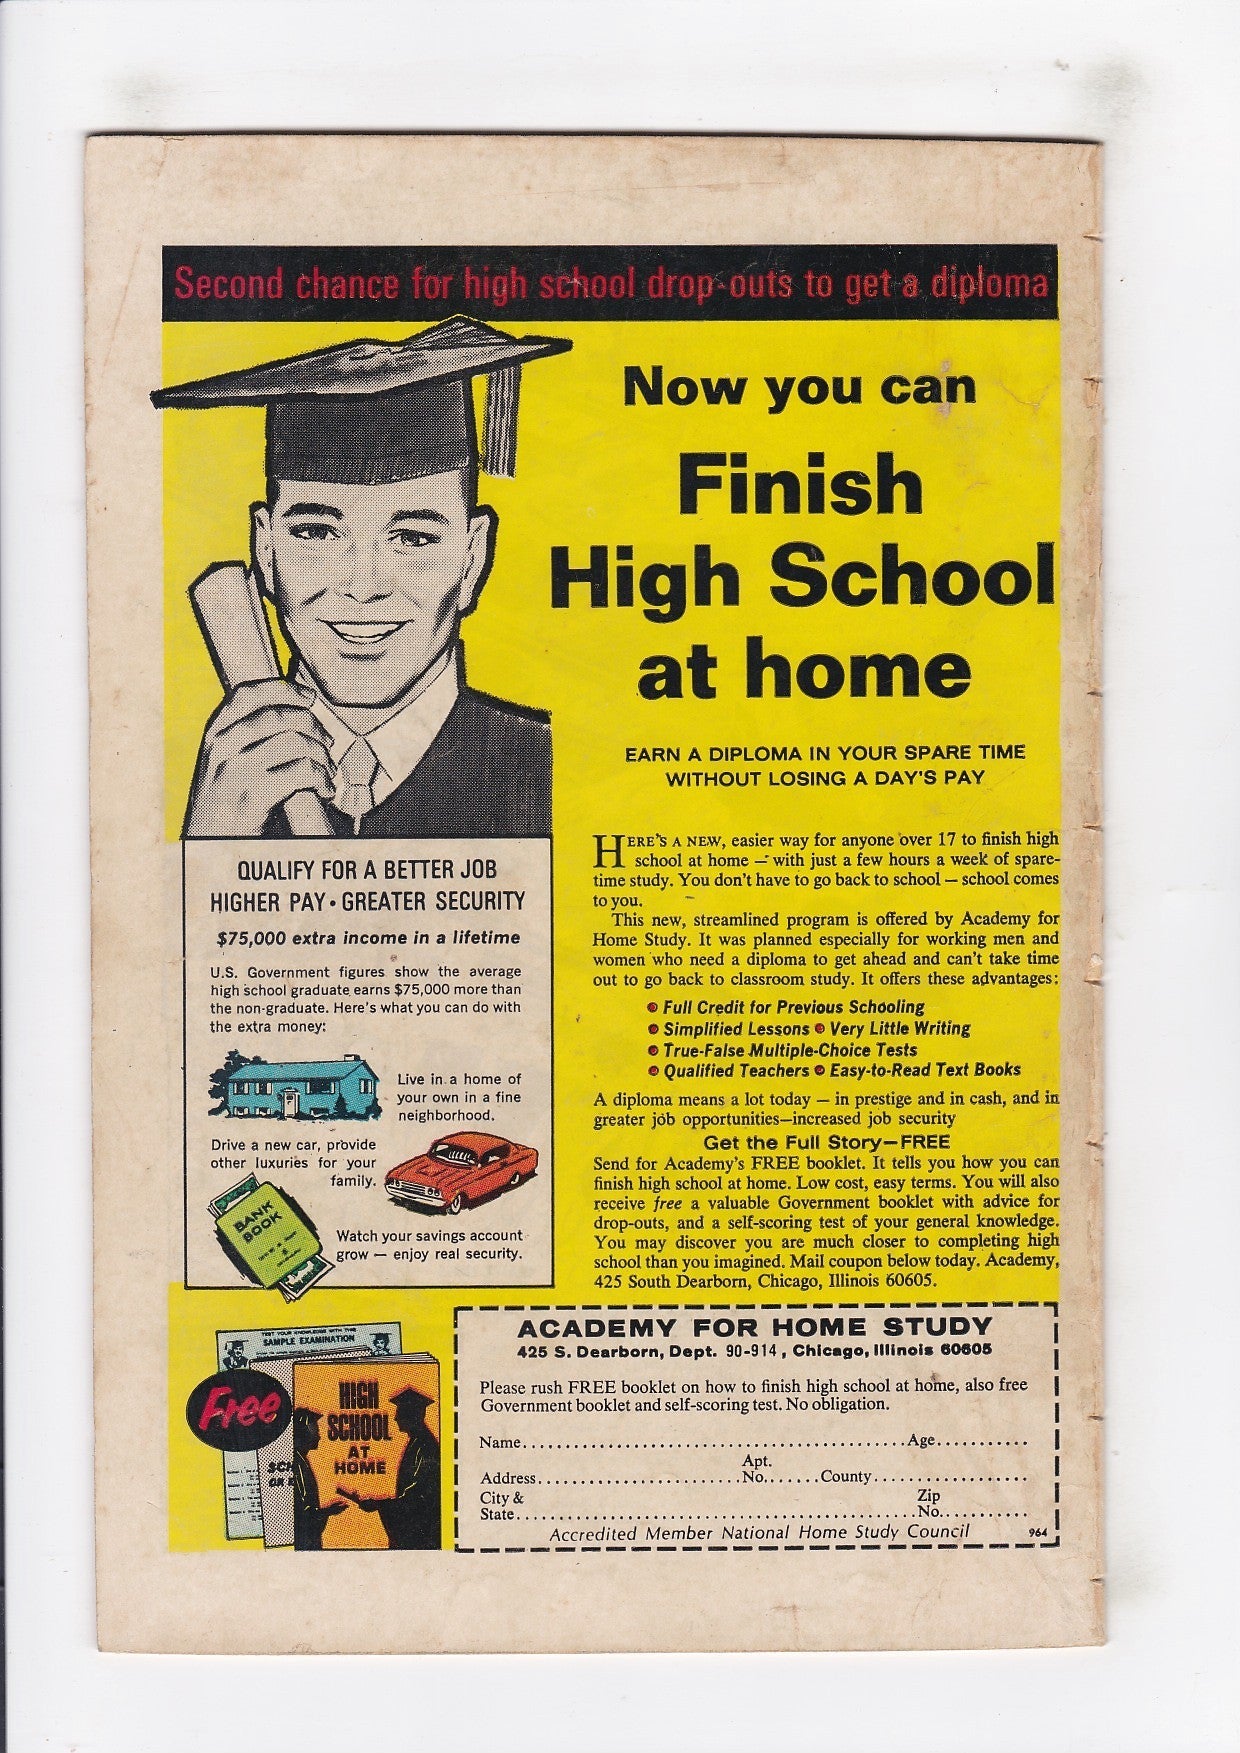 Second chance for high school drop-outs to get a diploma
Now you can
Finish
High School
at home
EARN A DIPLOMA IN YOUR SPARE TIME
WITHOUT LOSING A DAY'S PAY
QUALIFY FOR A BETTER JOB
HIGHER PAY • GREATER SECURITY
$75,000 extra income in a lifetime
U.S. Government figures show the average
high school graduate earns $75,000 more than
the non-graduate. Here's what you can do with
the extra money:
Live in a home of
your own in a fine
neighborhood.
Drive a new car, provide
other luxuries for your
family.
BANK
BOOK
Watch your savings account
grow — enjoy real security.
HERE'S A NEW, easier way for anyone over 17 to finish high
school at home — with just a few hours a week of spare-
time study. You don't have to go back to school — school comes
to you.
This new, streamlined program is offered by Academy for
Home Study. It was planned especially for working men and
women who need a diploma to get ahead and can't take time
out to go back to classroom study. It offers these advantages:
• Full Credit for Previous Schooling
• Simplified Lessons • Very Little Writing
• True-False Multiple-Choice Tests
• Qualified Teachers • Easy-to-Read Text Books
A diploma means a lot today — in prestige and in cash, and in
greater job opportunities—increased job security
Get the Full Story—FREE
Send for Academy's FREE booklet. It tells you how you can
finish high school at home. Low cost, easy terms. You will also
receive free a valuable Government booklet with advice for
drop-outs, and a self-scoring test of your general knowledge.
You may discover you are much closer to completing high
school than you imagined. Mail coupon below today. Academy,
425 South Dearborn, Chicago, Illinois 60605.
TEST YOUR KNOWLEDGE WITH THIS
SAMPLE EXAMINATION
Free
HIGH
SCHOOL
AT
HOME
SCH
OR
ACADEMY FOR HOME STUDY
425 S. Dearborn, Dept. 90-914, Chicago, Illinois 60605
Please rush FREE booklet on how to finish high school at home, also free
Government booklet and self-scoring test. No obligation.
Name.............................................Age...........
Apt.
Address........................No.......County..................
City & Zip
State................................................No...........
Accredited Member National Home Study Council 964